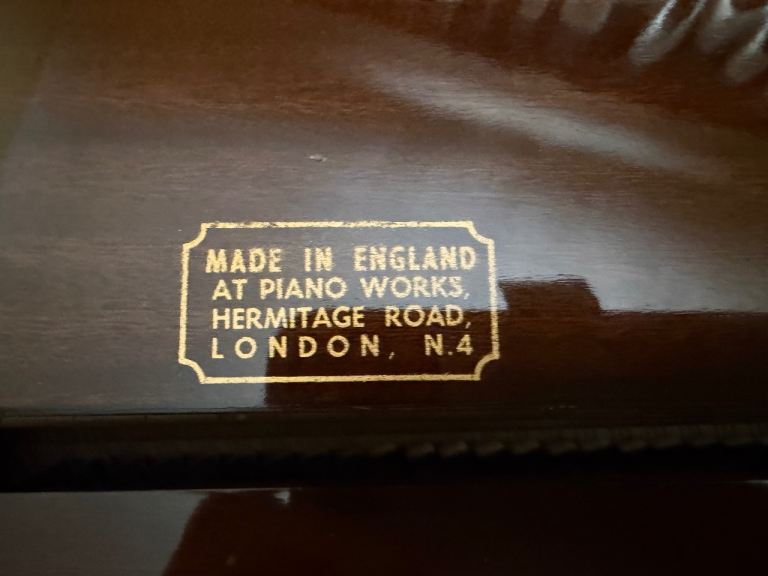 MADE IN ENGLAND
AT PIANO WORKS,
HERMITAGE ROAD,
LONDON, N.4